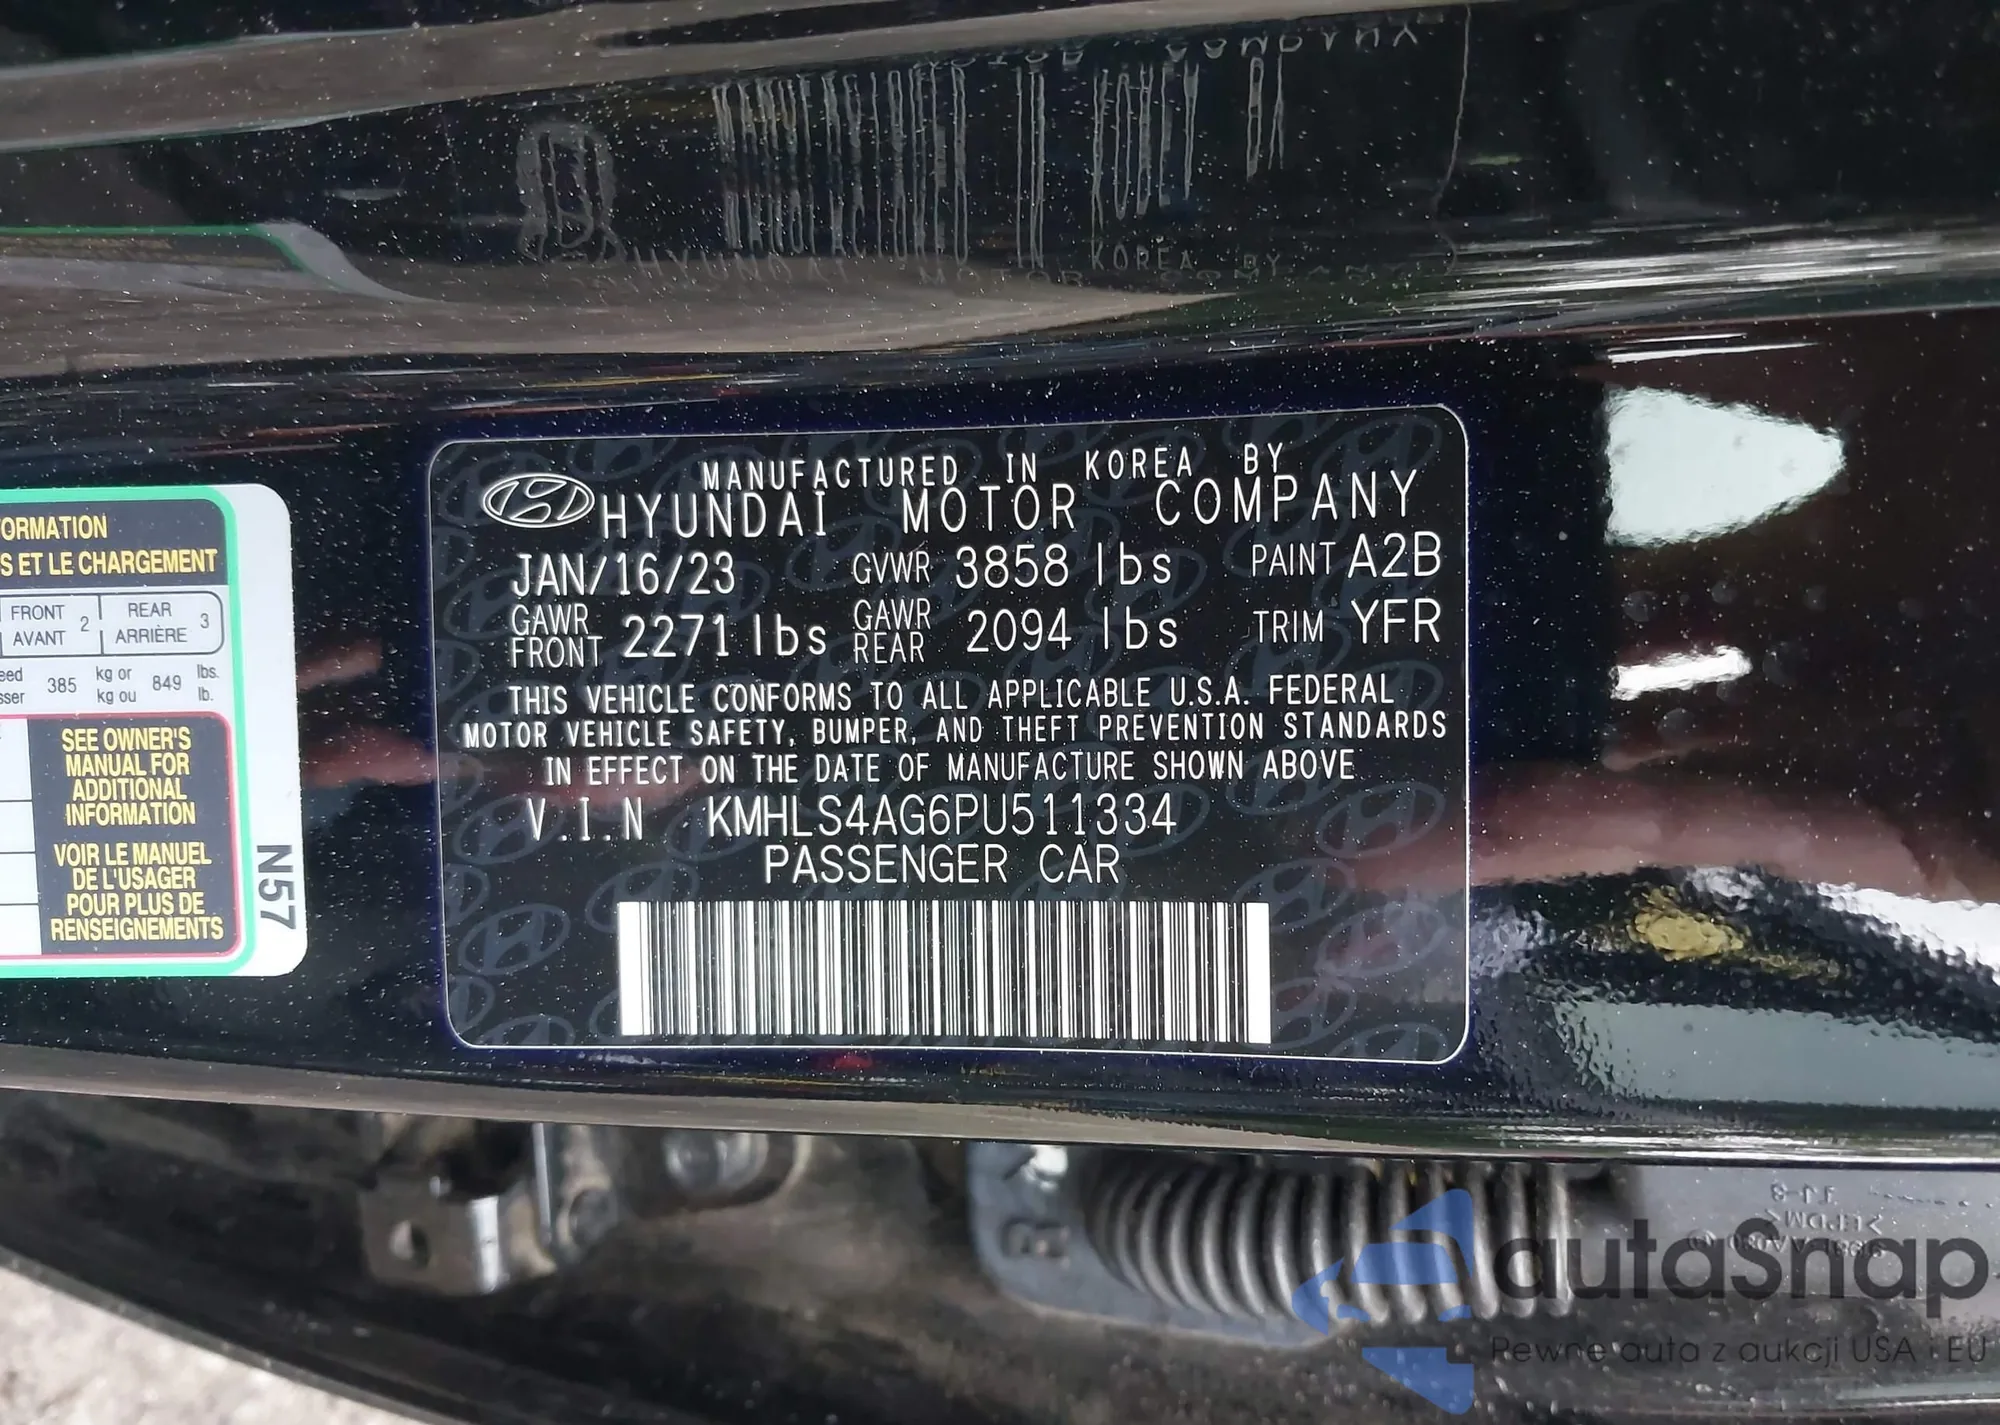 MANUFACTURED IN KOREA BY
HYUNDAI MOTOR COMPANY
JAN/16/23 GVWR 3858 lbs PAINT A2B
GAWR FRONT 2271 lbs GAWR REAR 2094 lbs TRIM YFR
THIS VEHICLE CONFORMS TO ALL APPLICABLE U.S.A. FEDERAL
MOTOR VEHICLE SAFETY, BUMPER, AND THEFT PREVENTION STANDARDS
IN EFFECT ON THE DATE OF MANUFACTURE SHOWN ABOVE
V.I.N KMHLS4AG6PU511334
PASSENGER CAR
ET LE CHARGEMENT
FRONT 2 REAR 3
AVANT ARRIÈRE
385 kg or 849 lbs.
kg ou lb.
SEE OWNER'S
MANUAL FOR
ADDITIONAL
INFORMATION
VOIR LE MANUEL
DE L'USAGER
POUR PLUS DE
RENSEIGNEMENTS
N57
autaSnap
Pewne auta z aukcji USA i EU